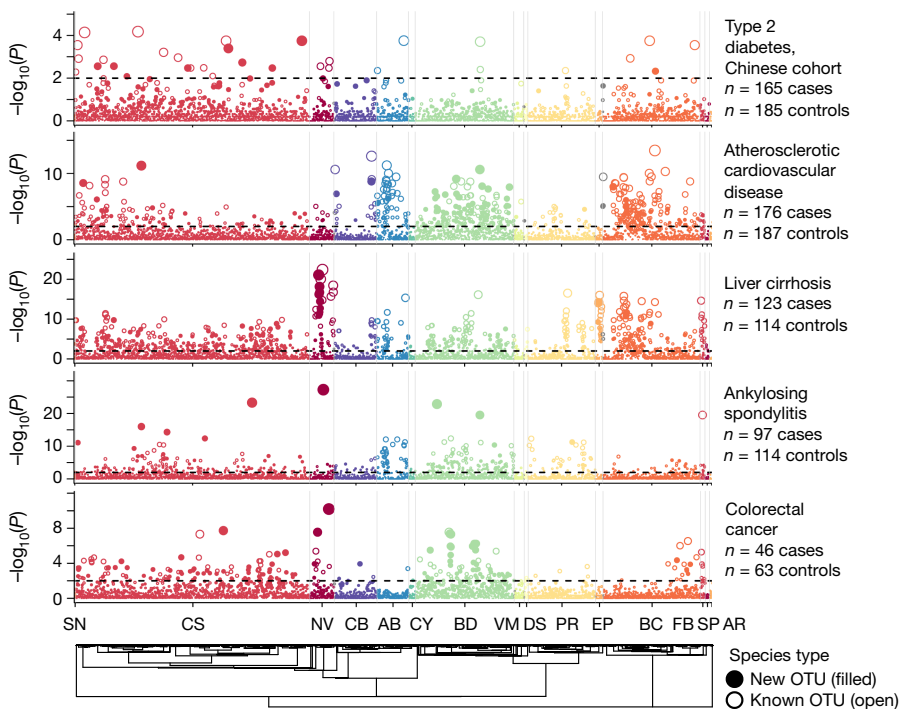 4
2
0
−log10(P)
Type 2
diabetes,
Chinese cohort
n = 165 cases
n = 185 controls
10
0
−log10(P)
Atherosclerotic
cardiovascular
disease
n = 176 cases
n = 187 controls
20
10
0
−log10(P)
Liver cirrhosis
n = 123 cases
n = 114 controls
20
10
0
−log10(P)
Ankylosing
spondylitis
n = 97 cases
n = 114 controls
8
4
0
−log10(P)
Colorectal
cancer
n = 46 cases
n = 63 controls
SN CS NV CB AB CY BD VM DS PR EP BC FB SP AR
Species type
New OTU (filled)
Known OTU (open)